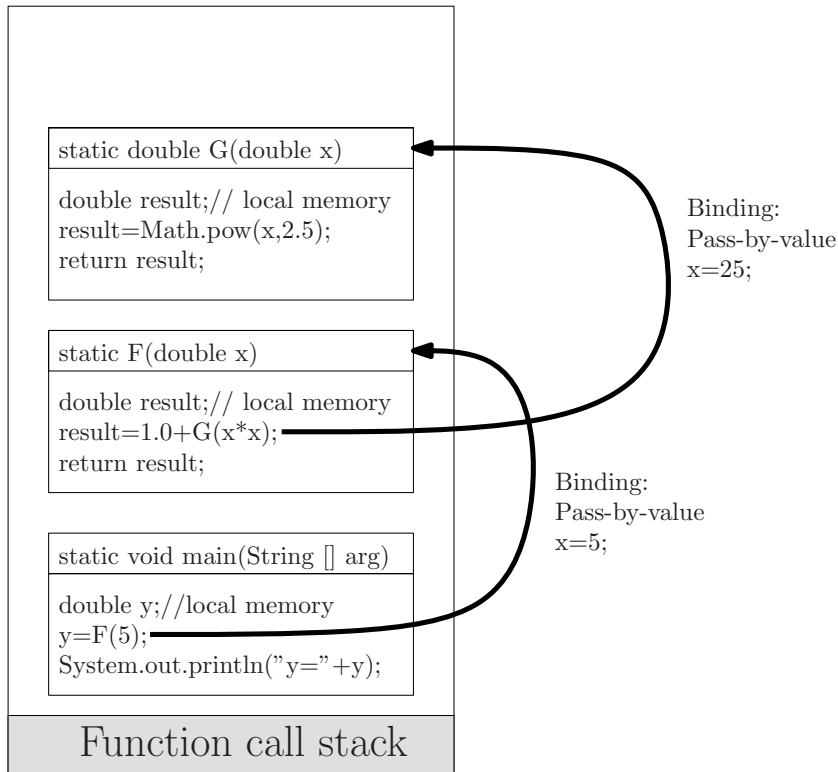 static double G(double x)
double result;// local memory
result=Math.pow(x,2.5);
return result;
Binding:
Pass-by-value
x=25;
static F(double x)
double result;// local memory
result=1.0+G(x*x);
return result;
Binding:
Pass-by-value
x=5;
static void main(String [] arg)
double y;//local memory
y=F(5);
System.out.println(”y=”+y);
Function call stack